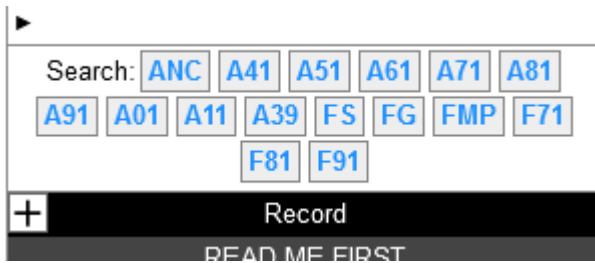 Search: ANC A41 A51 A61 A71 A81
A91 A01 A11 A39 FS FG FMP F71
F81 F91
Record
READ ME FIRST